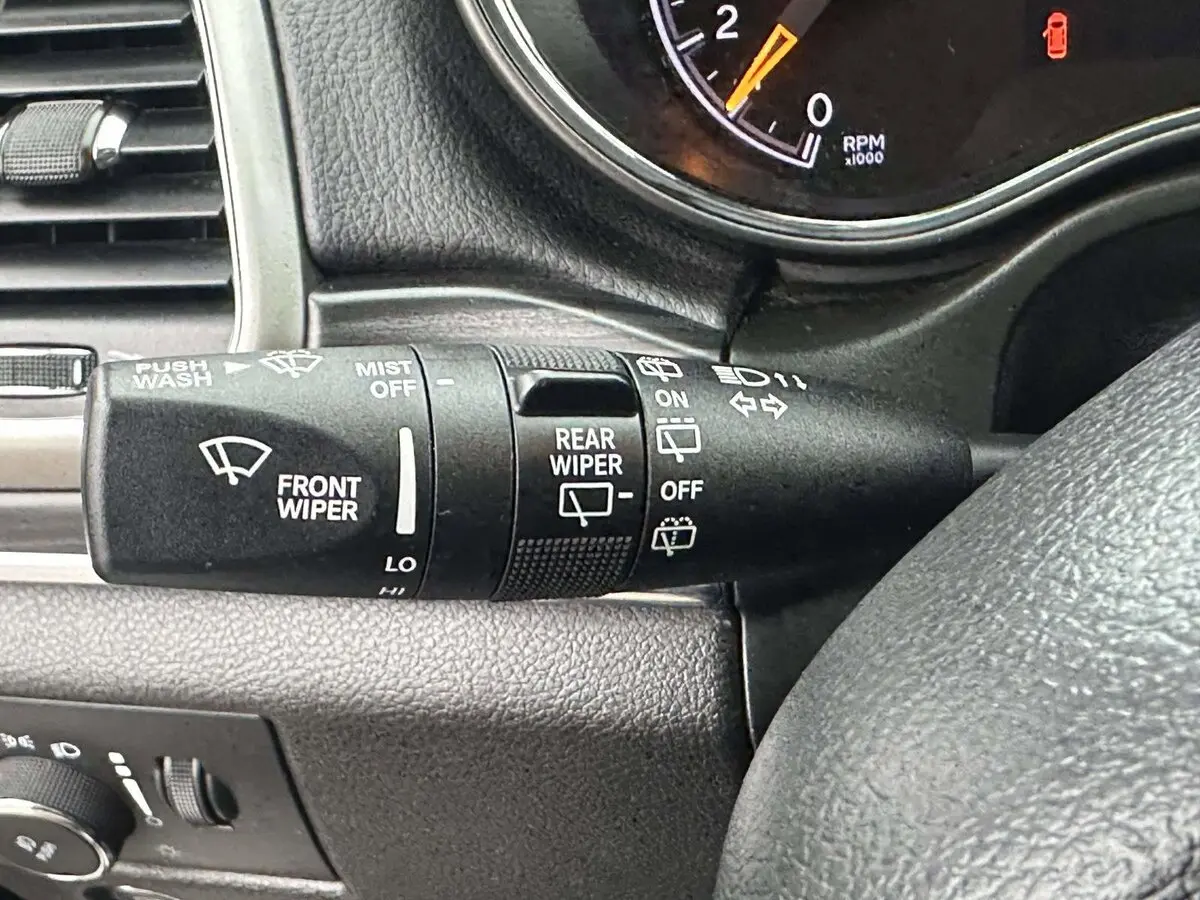 2
0
RPM
x1000
PUSH
WASH
MIST
OFF
FRONT
WIPER
LO
HI
REAR
WIPER
ON
OFF